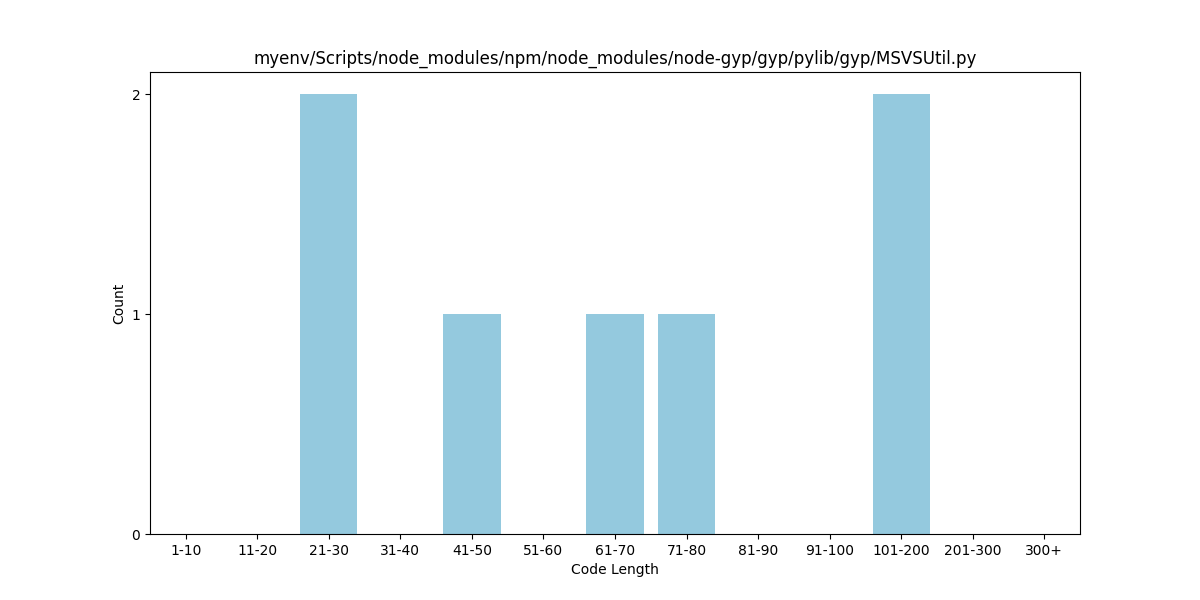 myenv/Scripts/node_modules/npm/node_modules/node-gyp/gyp/pylib/gyp/MSVSUtil.py
2
1
0
Count
1-10 11-20 21-30 31-40 41-50 51-60 61-70 71-80 81-90 91-100 101-200 201-300 300+
Code Length